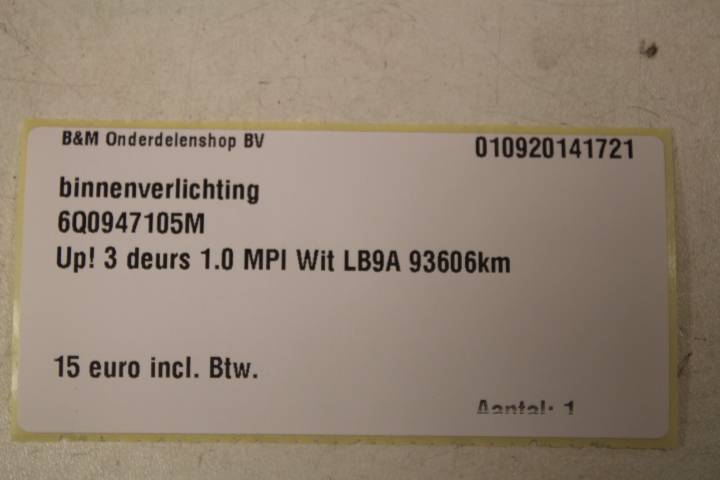 B&M Onderdelenshop BV
010920141721
binnenverlichting
6Q0947105M
Up! 3 deurs 1.0 MPI Wit LB9A 93606km
15 euro incl. Btw.
Aantal: 1